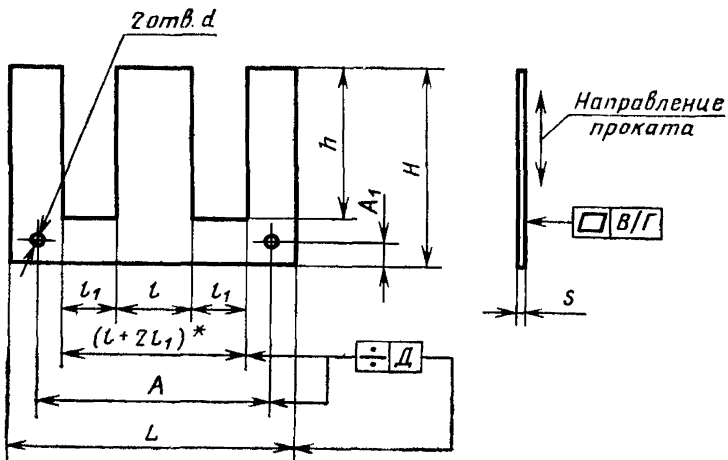 2отв. d
Направление
проката
h
H
A₁
В/Г
l₁
l
l₁
s
(l+2l₁)*
Д
A
L